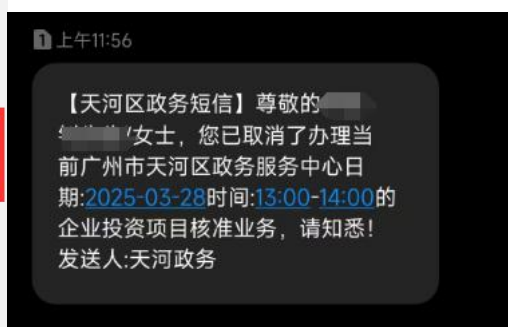 1 上午11:56
【天河区政务短信】尊敬的
/女士，您已取消了办理当
前广州市天河区政务服务中心日
期:2025-03-28时间:13:00-14:00的
企业投资项目核准业务，请知悉！
发送人:天河政务